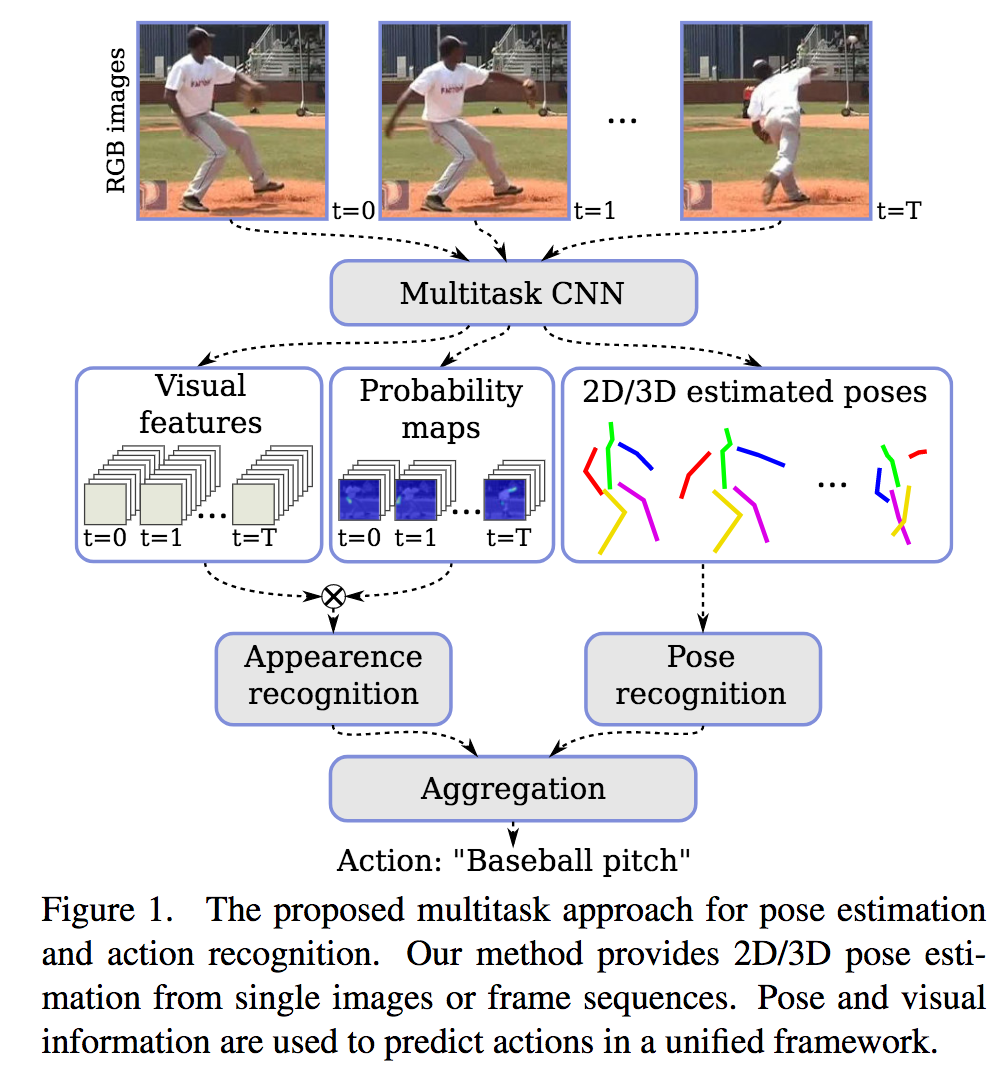 RGB images
t=0
t=1
...
t=T
Multitask CNN
Visual
features
t=0 t=1 ... t=T
Probability
maps
t=0 t=1 ... t=T
2D/3D estimated poses
...
Appearence
recognition
Pose
recognition
Aggregation
Action: "Baseball pitch"
Figure 1. The proposed multitask approach for pose estimation
and action recognition. Our method provides 2D/3D pose esti-
mation from single images or frame sequences. Pose and visual
information are used to predict actions in a unified framework.